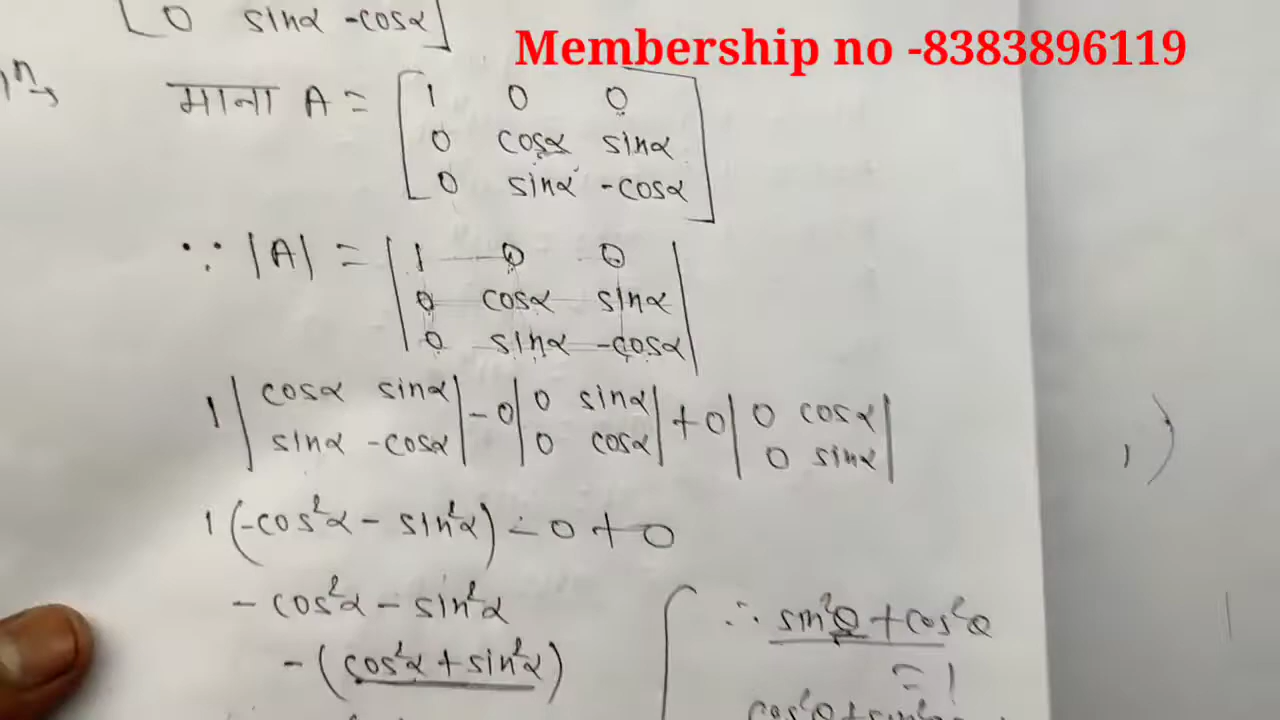 0 sinα -cosα
Membership no -8383896119
n
माना A = 1 0 0
0 cosα sinα
0 sinα -cosα
∵ |A| = 1 0 0
0 cosα sinα
0 sinα -cosα
1 |cosα sinα| - 0 |0 sinα| + 0 |0 cosα|
|sinα -cosα| |0 cosα| |0 sinα|
1 (-cos²α - sin²α) - 0 + 0
- cos²α - sin²α
- (cos²α + sin²α)
∴ sin²θ + cos²θ
= 1
cos²θ + sin²